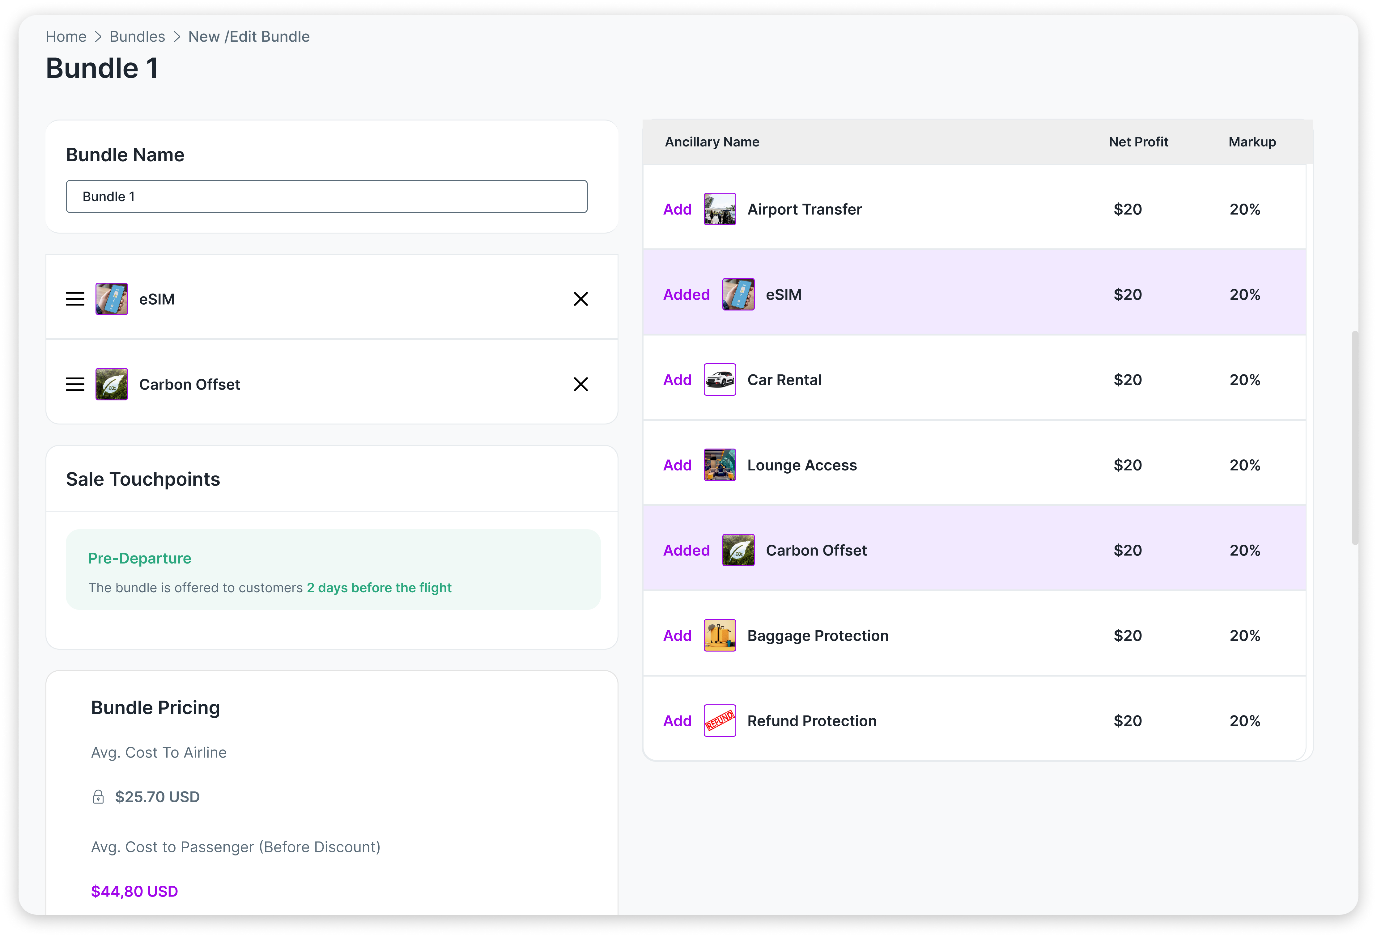 Home > Bundles > New /Edit Bundle
Bundle 1
Bundle Name
Bundle 1
eSIM
Carbon Offset
Sale Touchpoints
Pre-Departure
The bundle is offered to customers 2 days before the flight
Bundle Pricing
Avg. Cost To Airline
$25.70 USD
Avg. Cost to Passenger (Before Discount)
$44,80 USD
Ancillary Name Net Profit Markup
Add Airport Transfer $20 20%
Added eSIM $20 20%
Add Car Rental $20 20%
Add Lounge Access $20 20%
Added Carbon Offset $20 20%
Add Baggage Protection $20 20%
Add REFUND! Refund Protection $20 20%